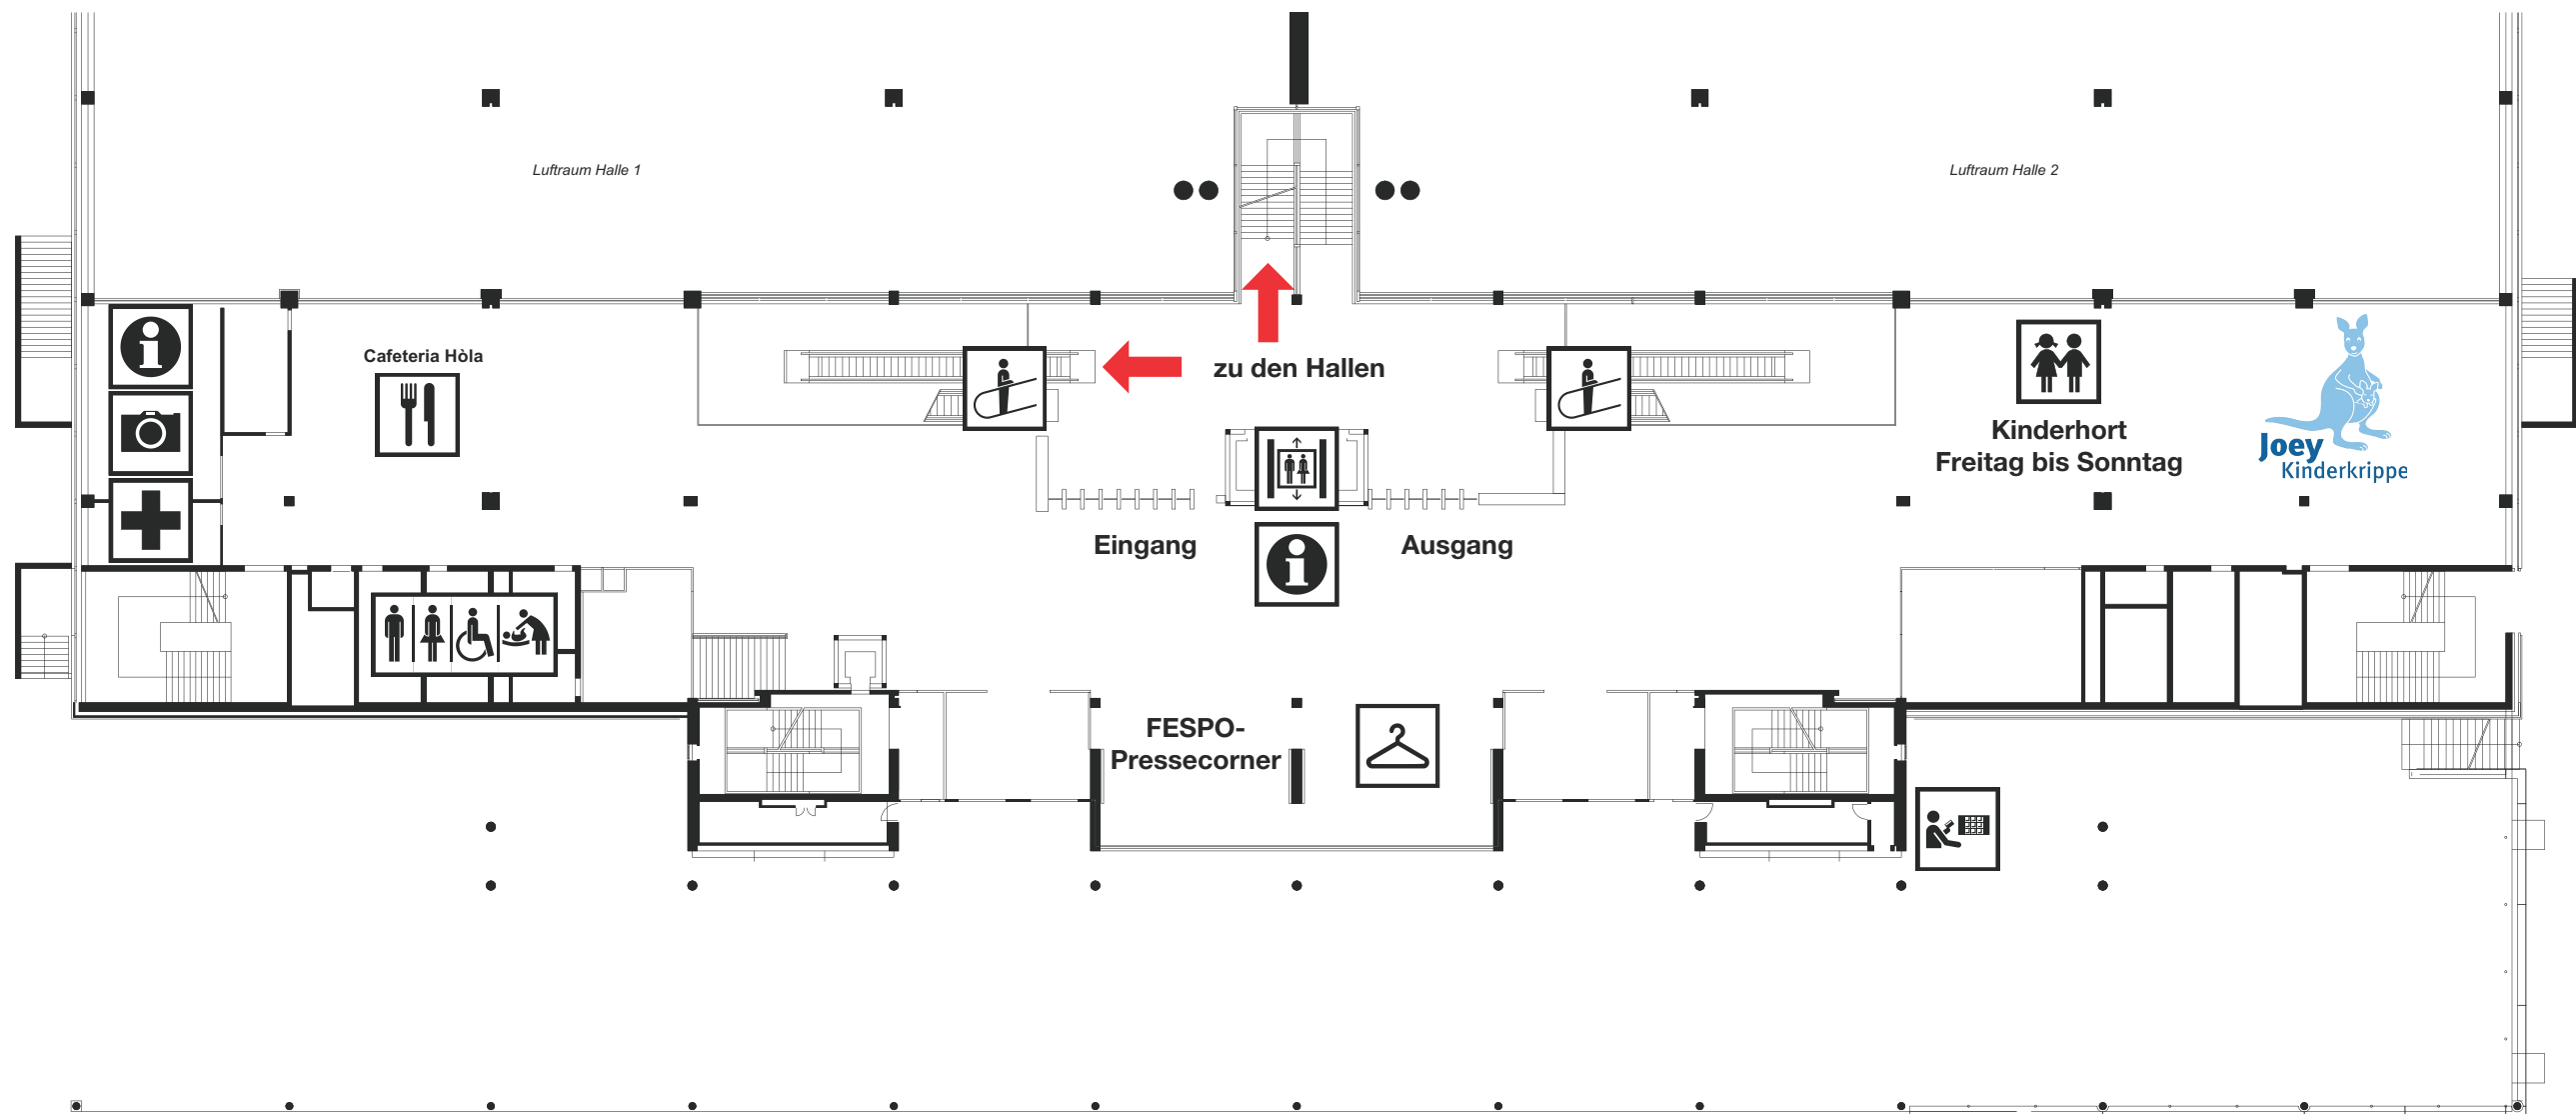 Luftraum Halle 1
Luftraum Halle 2
Cafeteria Hòla
zu den Hallen
Kinderhort
Freitag bis Sonntag
Joey
Kinderkrippe
Eingang
Ausgang
FESPO-
Pressecorner